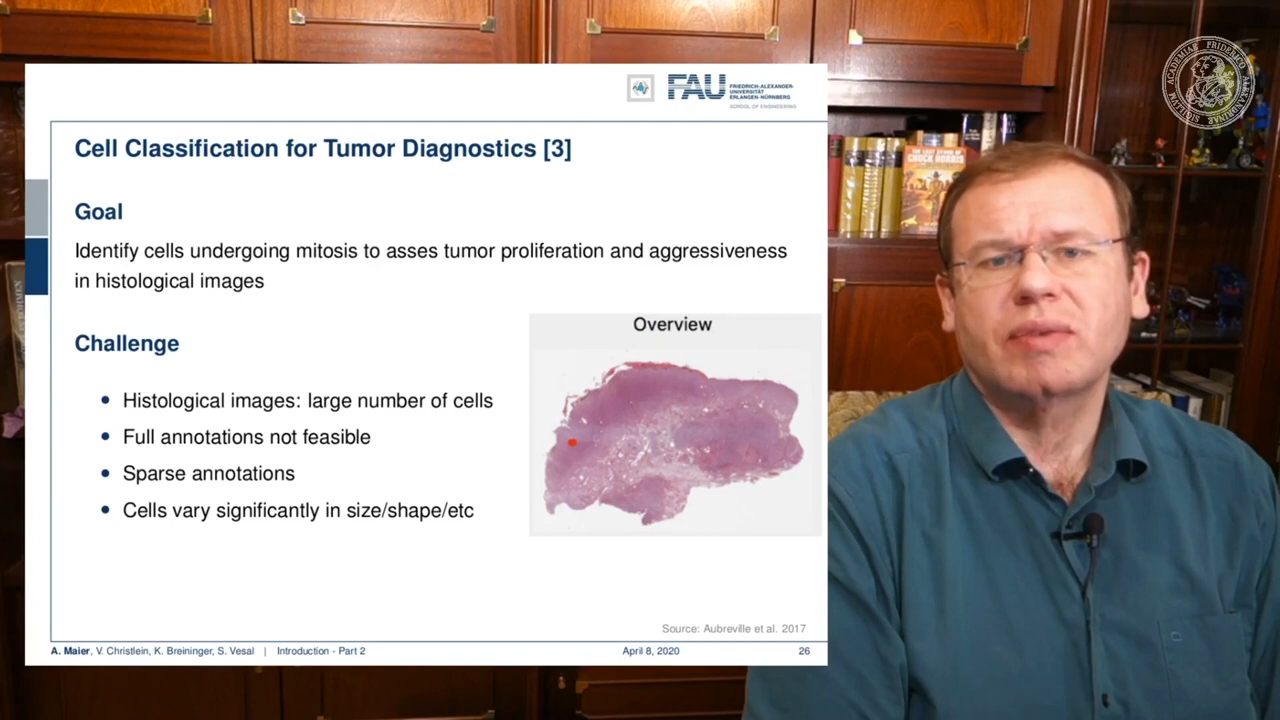 FAU
FRIEDRICH-ALEXANDER-
UNIVERSITÄT
ERLANGEN-NÜRNBERG
SCHOOL OF ENGINEERING
Cell Classification for Tumor Diagnostics [3]
Goal
Identify cells undergoing mitosis to asses tumor proliferation and aggressiveness
in histological images
Challenge
• Histological images: large number of cells
• Full annotations not feasible
• Sparse annotations
• Cells vary significantly in size/shape/etc
Overview
Source: Aubreville et al. 2017
A. Maier, V. Christlein, K. Breininger, S. Vesal | Introduction - Part 2
April 8, 2020
26
CHUCK NORRIS